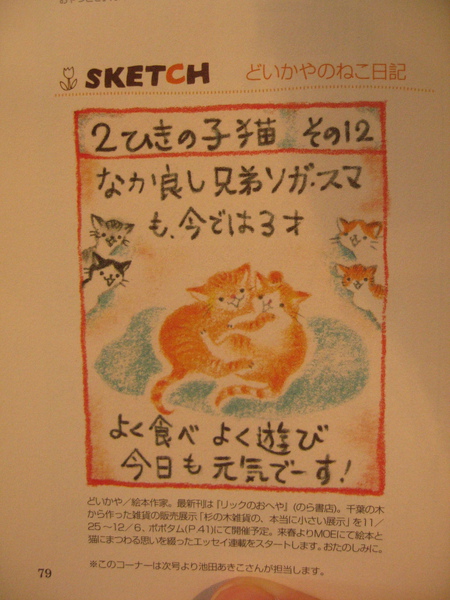 SKETCH どいかやのねこ日記
2ひきの子猫 その12
なか良し兄弟ソガ・スマ
も、今では3才
よく食べ よく遊び
今日も 元気でーす!
どいかや/絵本作家。最新刊は「リックのおへや」(のら書店)。千葉の木
から作った雑貨の販売展示「杉の木雑貨の、本当に小さい展示」を11/
25~12/6、ポポタム(P.41)にて開催予定。来春よりMOEにて絵本と
猫にまつわる思いを綴ったエッセイ連載をスタートします。おたのしみに。
79
※このコーナーは次号より池田あきこさんが担当します。